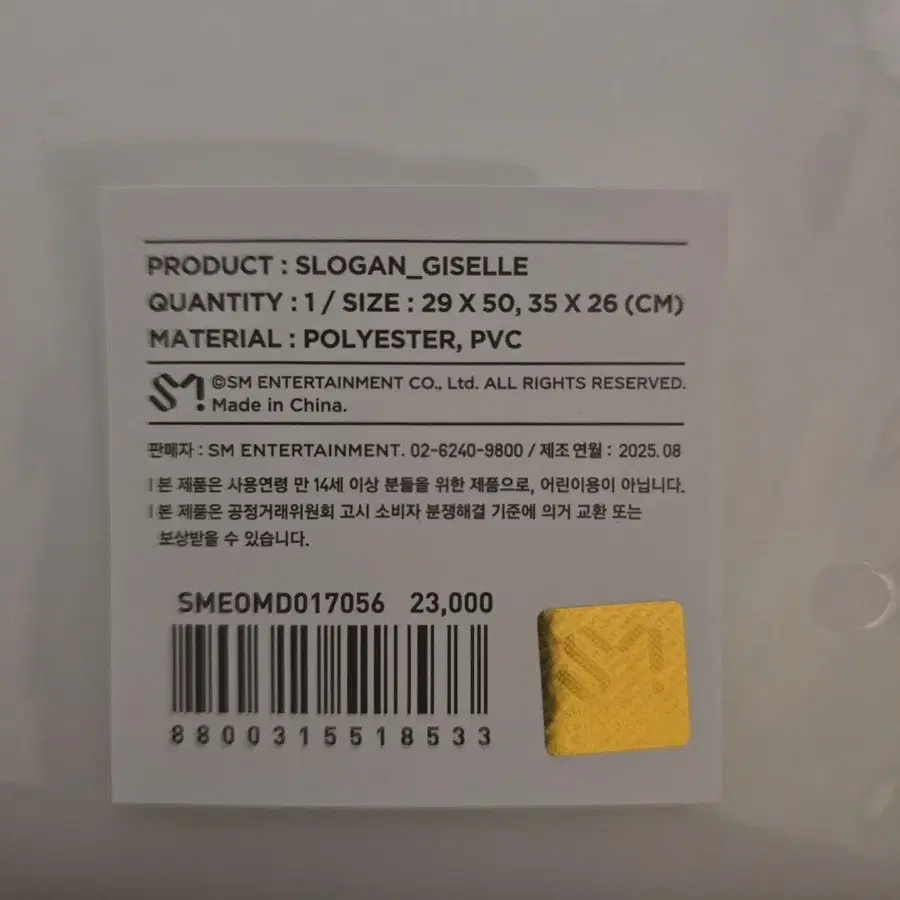 PRODUCT : SLOGAN_GISELLE
QUANTITY : 1 / SIZE : 29 X 50, 35 X 26 (CM)
MATERIAL : POLYESTER, PVC
SM! ©SM ENTERTAINMENT CO., Ltd. ALL RIGHTS RESERVED.
Made in China.
판매자 : SM ENTERTAINMENT. 02-6240-9800 / 제조 연월 : 2025.08
| 본 제품은 사용연령 만 14세 이상 분들을 위한 제품으로, 어린이용이 아닙니다.
| 본 제품은 공정거래위원회 고시 소비자 분쟁해결 기준에 의거 교환 또는
보상받을 수 있습니다.
SMEOMD017056 23,000
8800315518533
SM